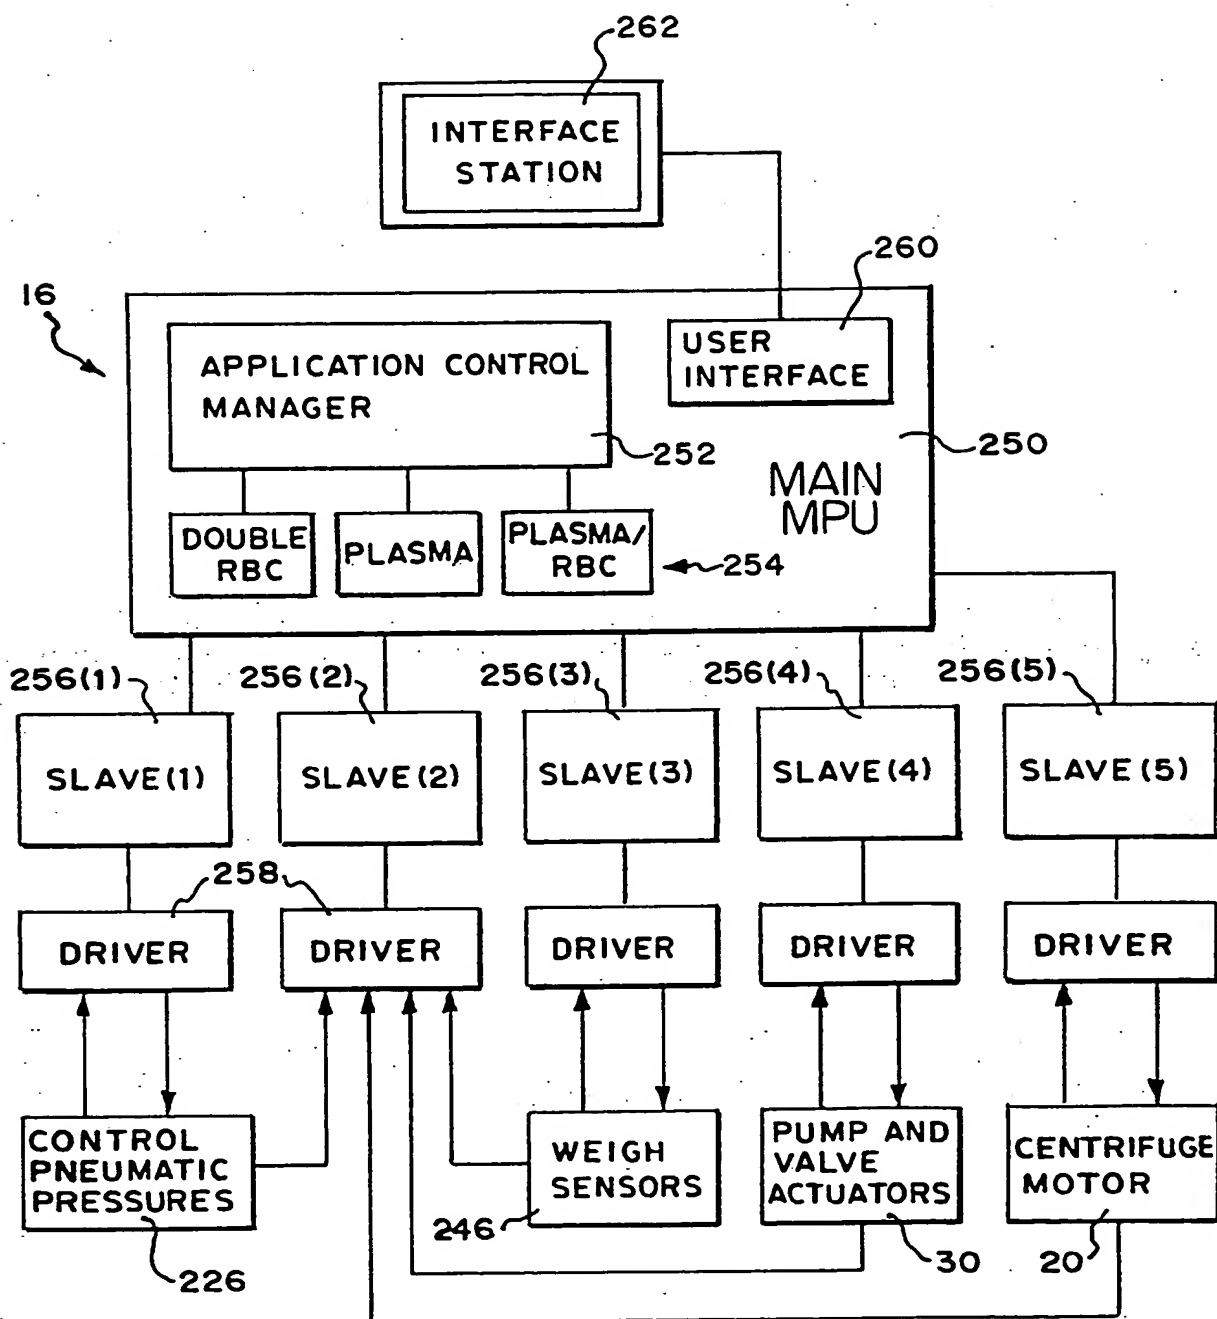 262
INTERFACE
STATION
260
16
APPLICATION CONTROL
MANAGER
USER
INTERFACE
252
250
MAIN
MPU
DOUBLE
RBC
PLASMA
PLASMA/
RBC
254
256(1)
256(2)
256(3)
256(4)
256(5)
SLAVE(1)
SLAVE(2)
SLAVE(3)
SLAVE(4)
SLAVE(5)
258
DRIVER
DRIVER
DRIVER
DRIVER
DRIVER
CONTROL
PNEUMATIC
PRESSURES
WEIGH
SENSORS
PUMP AND
VALVE
ACTUATORS
CENTRIFUGE
MOTOR
226
246
30
20